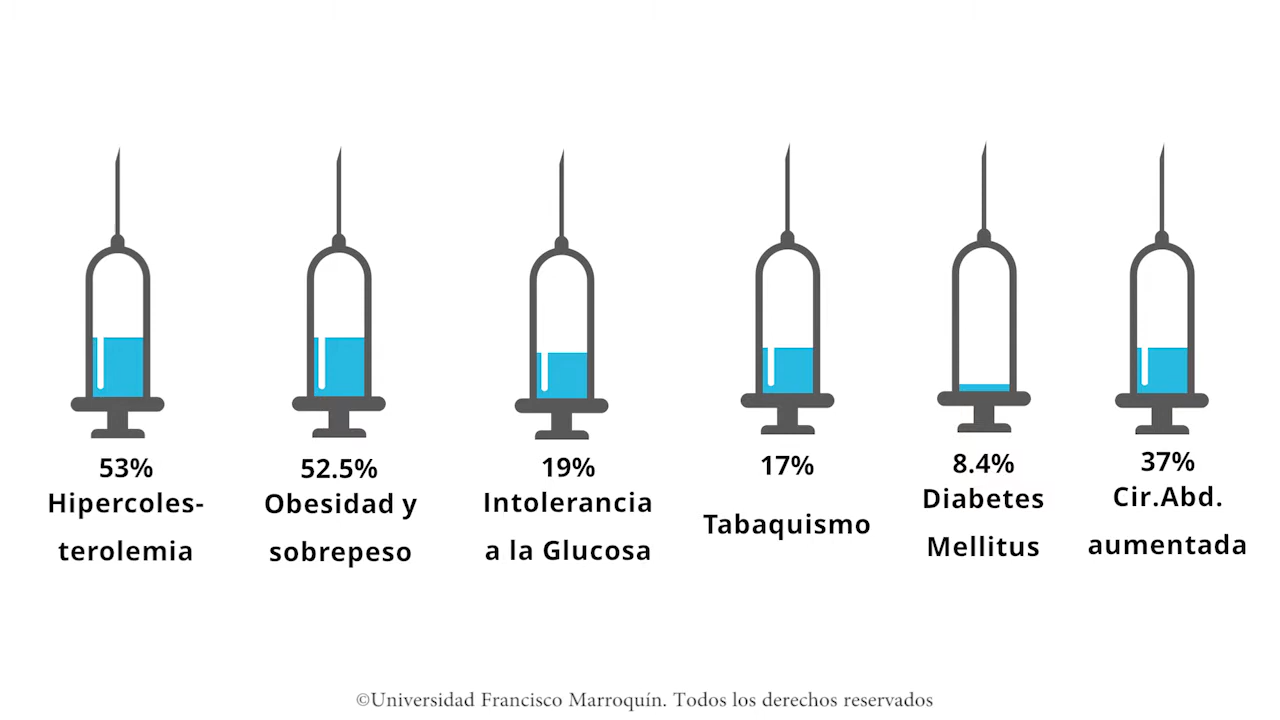 53%
Hipercoles-
terolemia
52.5%
Obesidad y
sobrepeso
19%
Intolerancia
a la Glucosa
17%
Tabaquismo
8.4%
Diabetes
Mellitus
37%
Cir.Abd.
aumentada
©Universidad Francisco Marroquín. Todos los derechos reservados